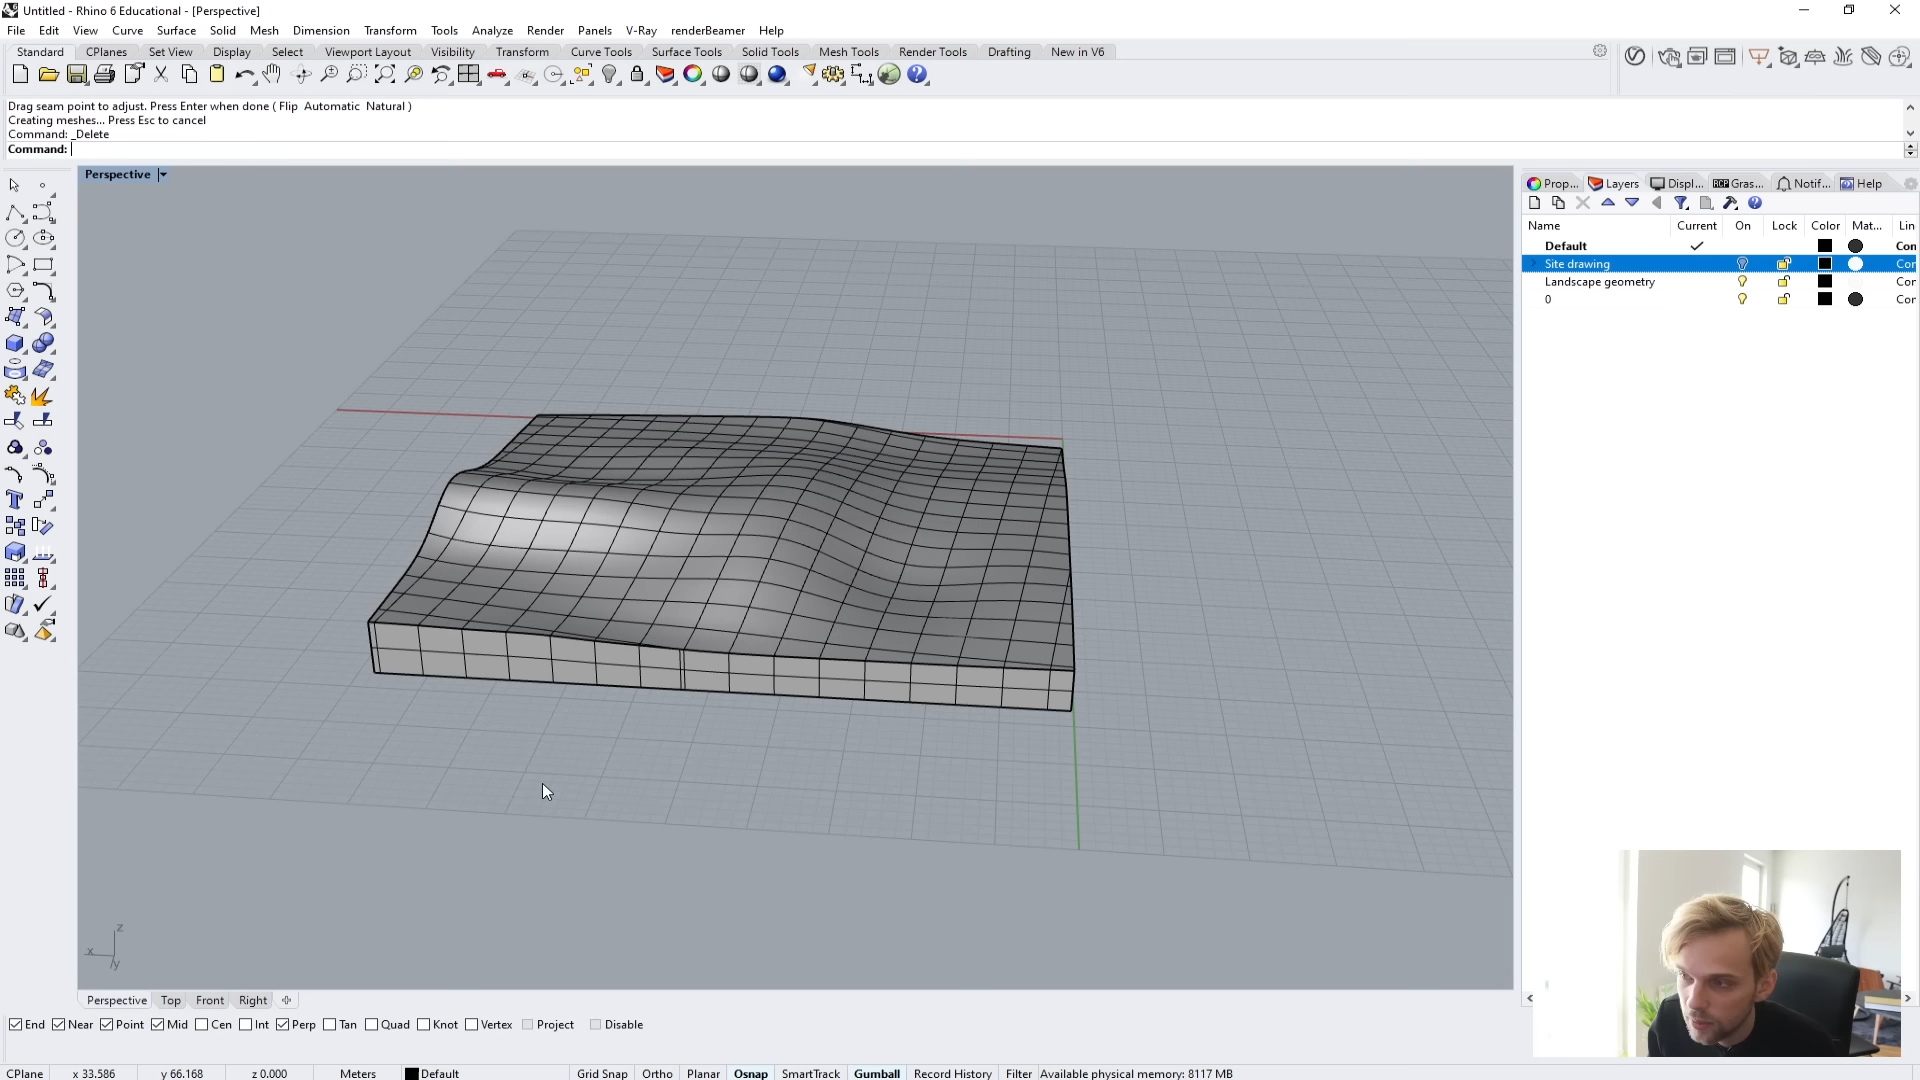 Untitled - Rhino 6 Educational - [Perspective]
File Edit View Curve Surface Solid Mesh Dimension Transform Tools Analyze Render Panels V-Ray renderBeamer Help
Standard CPlanes Set View Display Select Viewport Layout Visibility Transform Curve Tools Surface Tools Solid Tools Mesh Tools Render Tools Drafting New in V6
Drag seam point to adjust. Press Enter when done ( Flip Automatic Natural )
Creating meshes... Press Esc to cancel
Command: _Delete
Command:
Perspective
Prop... Layers Displ... Gras... Notif... Help
Name Current On Lock Color Mat... Lin
Default Con
Site drawing Cor
Landscape geometry Cor
0 Cor
z
x
y
Perspective Top Front Right
End Near Point Mid Cen Int Perp Tan Quad Knot Vertex Project Disable
CPlane x 33.586 y 66.168 z 0.000 Meters Default Grid Snap Ortho Planar Osnap SmartTrack Gumball Record History Filter Available physical memory: 8117 MB